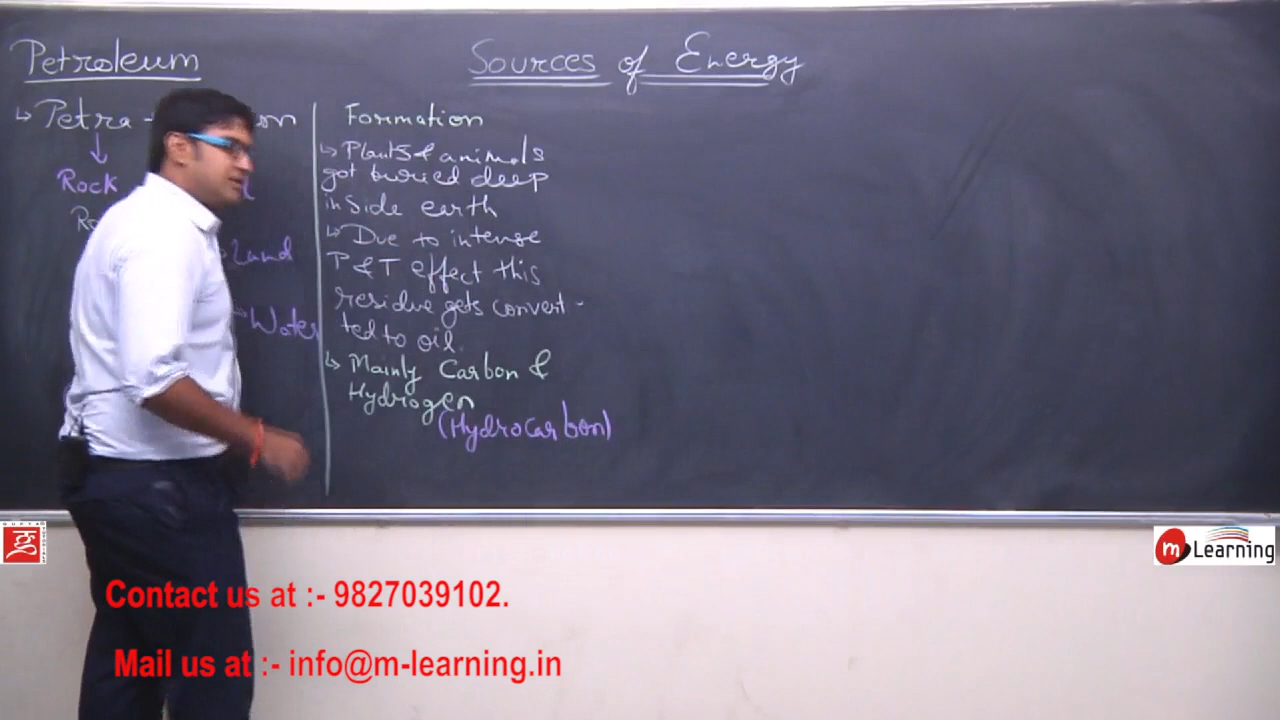 Petroleum
Sources of Energy
↳ Petra
↓
Rock
Land
Water
Formation
↳ Plants & animals
got buried deep
inside earth
↳ Due to intense
P & T effect this
residue gets convert-
ted to oil.
↳ Mainly Carbon &
Hydrogen
(Hydrocarbon)
m Learning
Contact us at :- 9827039102.
Mail us at :- info@m-learning.in